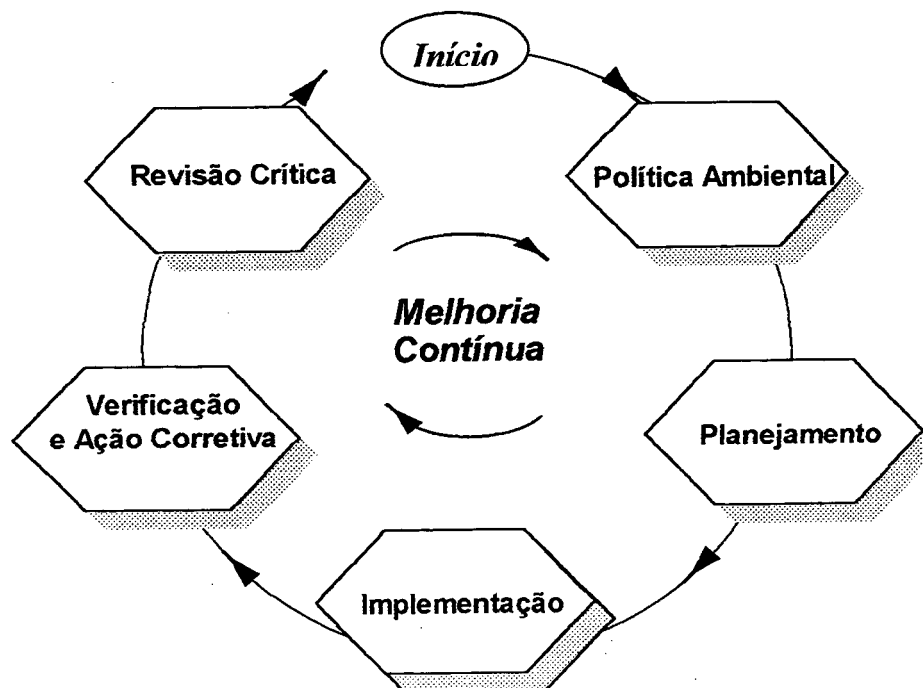 Início
Política Ambiental
Planejamento
Implementação
Verificação
e Ação Corretiva
Revisão Crítica
Melhoria
Contínua